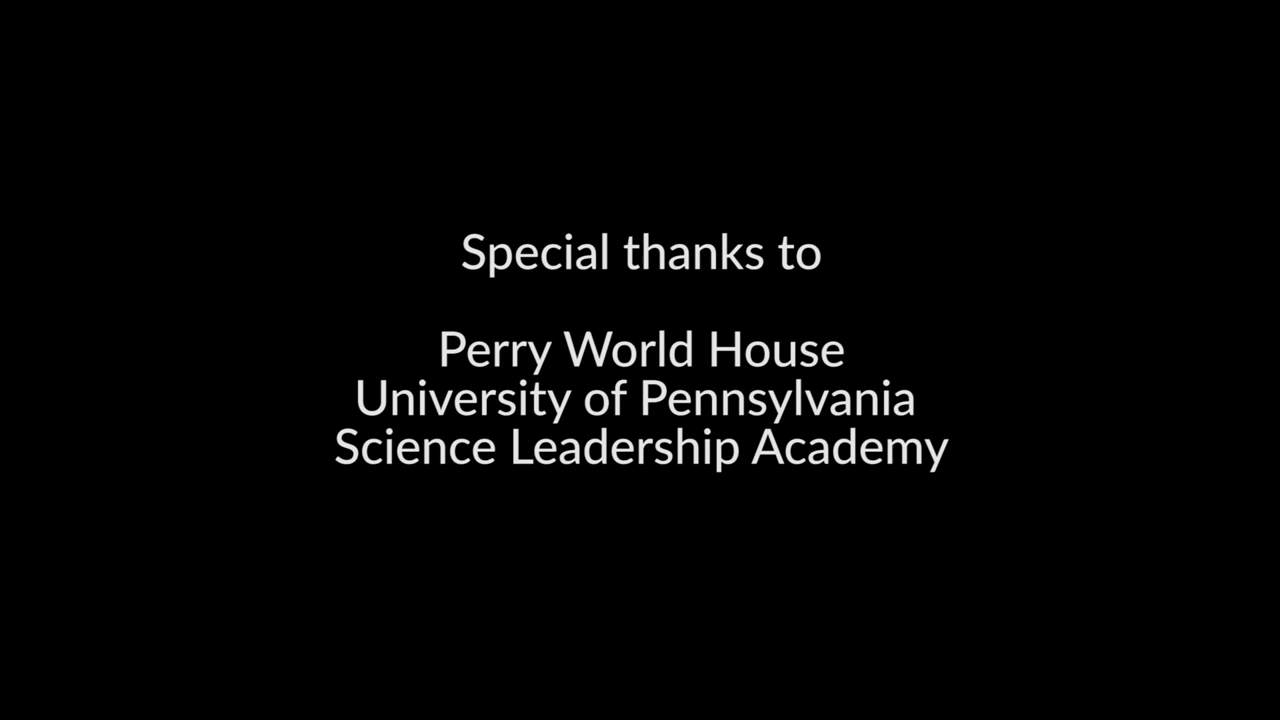 Special thanks to
Perry World House
University of Pennsylvania
Science Leadership Academy